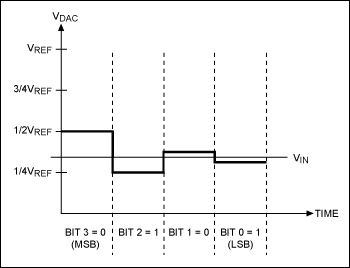 VDAC
VREF
3/4VREF
1/2VREF
VIN
1/4VREF
TIME
BIT 3 = 0 BIT 2 = 1 BIT 1 = 0 BIT 0 = 1
(MSB) (LSB)